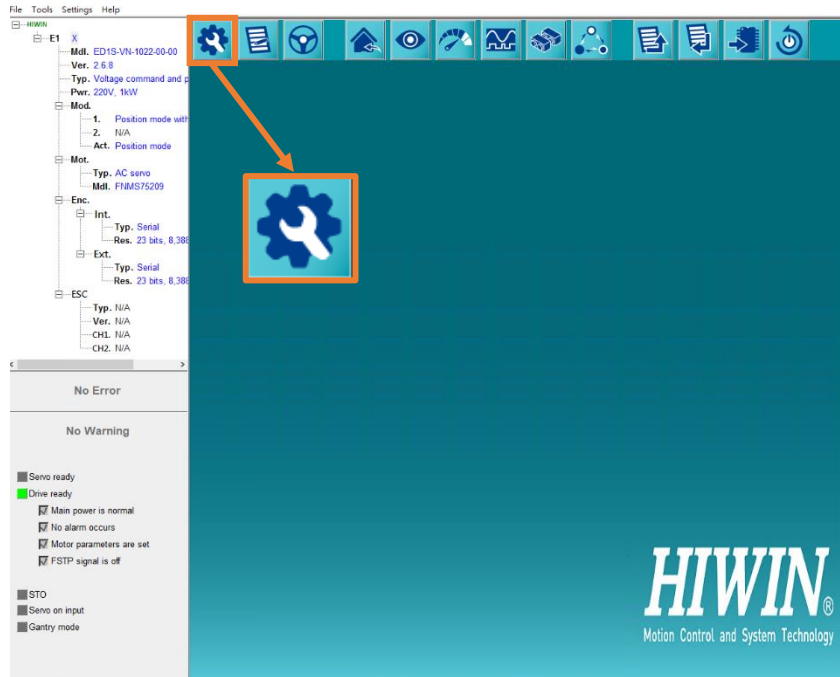 File Tools Settings Help
HIWIN
E1 X
Mdl. ED1S-VN-1022-00-00
Ver. 2.6.8
Typ. Voltage command and p
Pwr. 220V, 1kW
Mod.
1. Position mode with
2. N/A
Act. Position mode
Mot.
Typ. AC servo
Mdl. FNMS75209
Enc.
Int.
Typ. Serial
Res. 23 bits, 8,388
Ext.
Typ. Serial
Res. 23 bits, 8,388
ESC
Typ. N/A
Ver. N/A
CH1. N/A
CH2. N/A
No Error
No Warning
Servo ready
Drive ready
Main power is normal
No alarm occurs
Motor parameters are set
FSTP signal is off
STO
Servo on input
Gantry mode
HIWIN®
Motion Control and System Technology